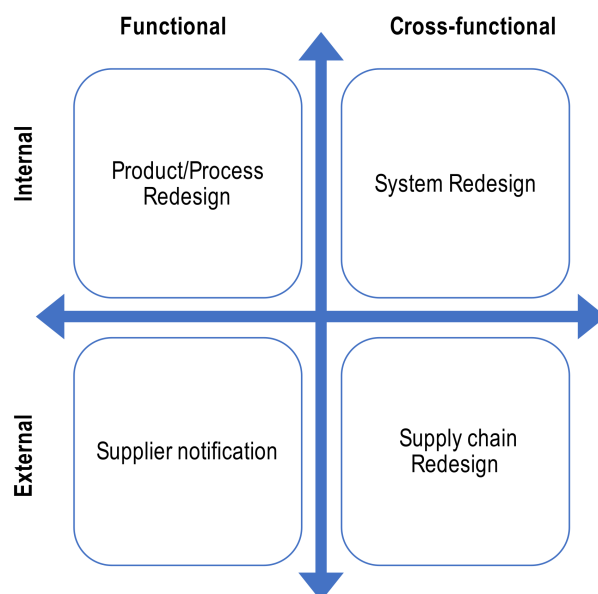 Functional
Cross-functional
Internal
Product/Process
Redesign
System Redesign
External
Supplier notification
Supply chain
Redesign